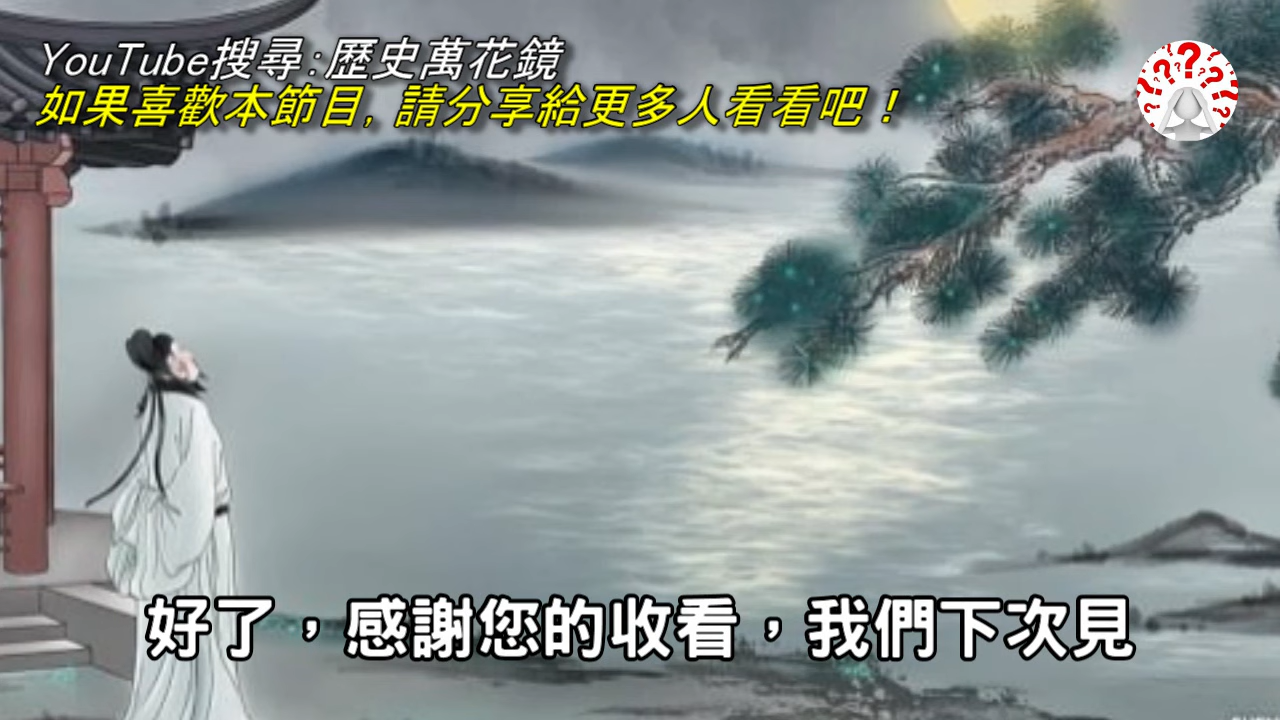 YouTube搜尋:歷史萬花鏡
如果喜歡本節目, 請分享給更多人看看吧！
好了，感謝您的收看，我們下次見